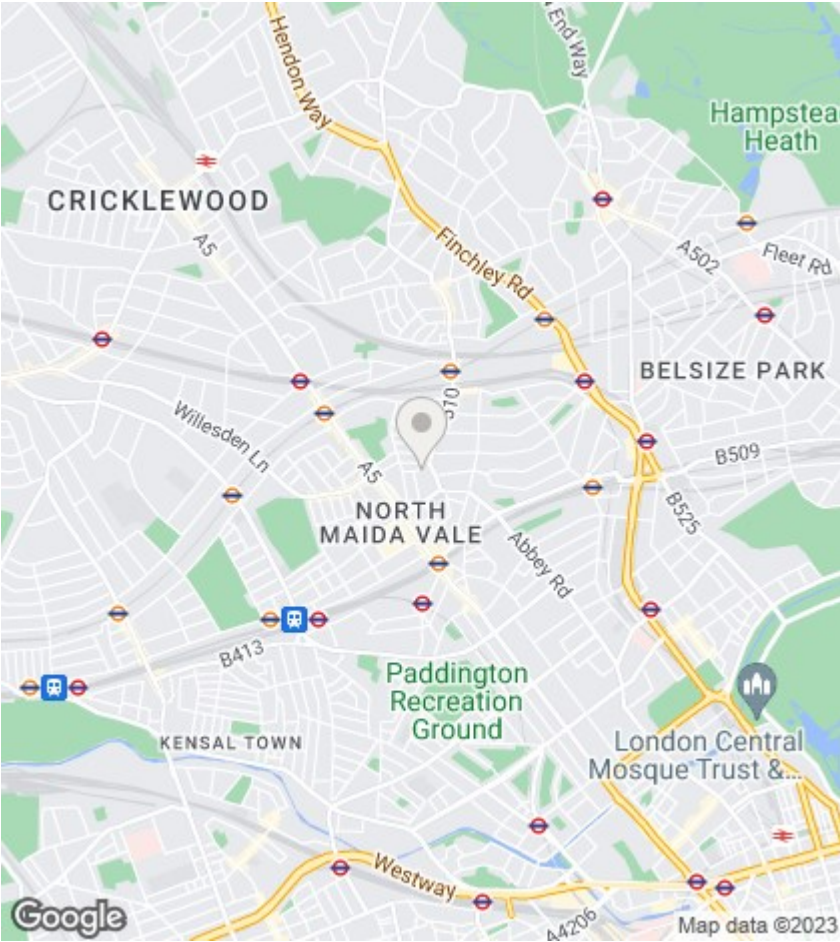 Hendon Way
End Way
Hampstea
Heath
CRICKLEWOOD
A5
Finchley Rd
A502
Fleet Rd
BELSIZE PARK
Willesden Ln
A5
B509
B525
NORTH
MAIDA VALE
Abbey Rd
B413
Paddington
Recreation
Ground
KENSAL TOWN
London Central
Mosque Trust &...
Westway
A4206
Google
Map data ©2023